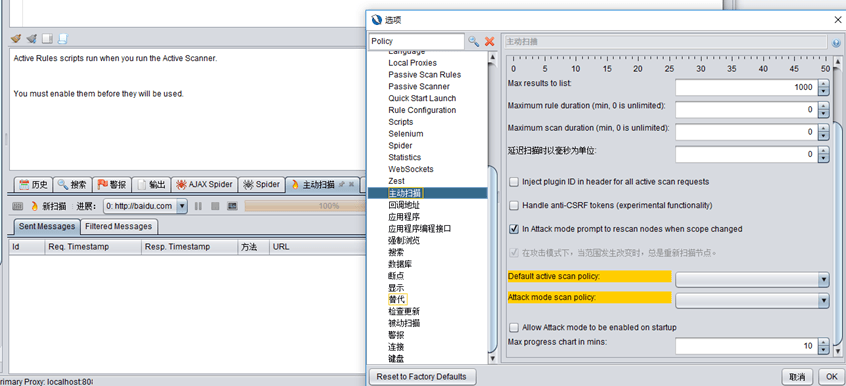 Active Rules scripts run when you run the Active Scanner.
You must enable them before they will be used.
历史 搜索 警报 输出 AJAX Spider Spider 主动扫描
新扫描 进展: 0: http://baidu.com 100%
Sent Messages Filtered Messages
Id Req. Timestamp Resp. Timestamp 方法 URL
Primary Proxy: localhost:80
选项
Policy
Language
Local Proxies
Passive Scan Rules
Passive Scanner
Quick Start Launch
Rule Configuration
Scripts
Selenium
Spider
Statistics
WebSockets
Zest
主动扫描
回调地址
应用程序
应用程序编程接口
强制浏览
搜索
数据库
断点
显示
替代
检查更新
被动扫描
警报
连接
键盘
Reset to Factory Defaults
主动扫描
0 5 10 15 20 25 30 35 40 45 50
Max results to list: 1000
Maximum rule duration (min, 0 is unlimited): 0
Maximum scan duration (min, 0 is unlimited): 0
延迟扫描时以毫秒为单位: 0
Inject plugin ID in header for all active scan requests
Handle anti-CSRF tokens (experimental functionality)
In Attack mode prompt to rescan nodes when scope changed
在攻击模式下，当范围发生改变时，总是重新扫描节点。
Default active scan policy:
Attack mode scan policy:
Allow Attack mode to be enabled on startup
Max progress chart in mins: 10
取消 OK